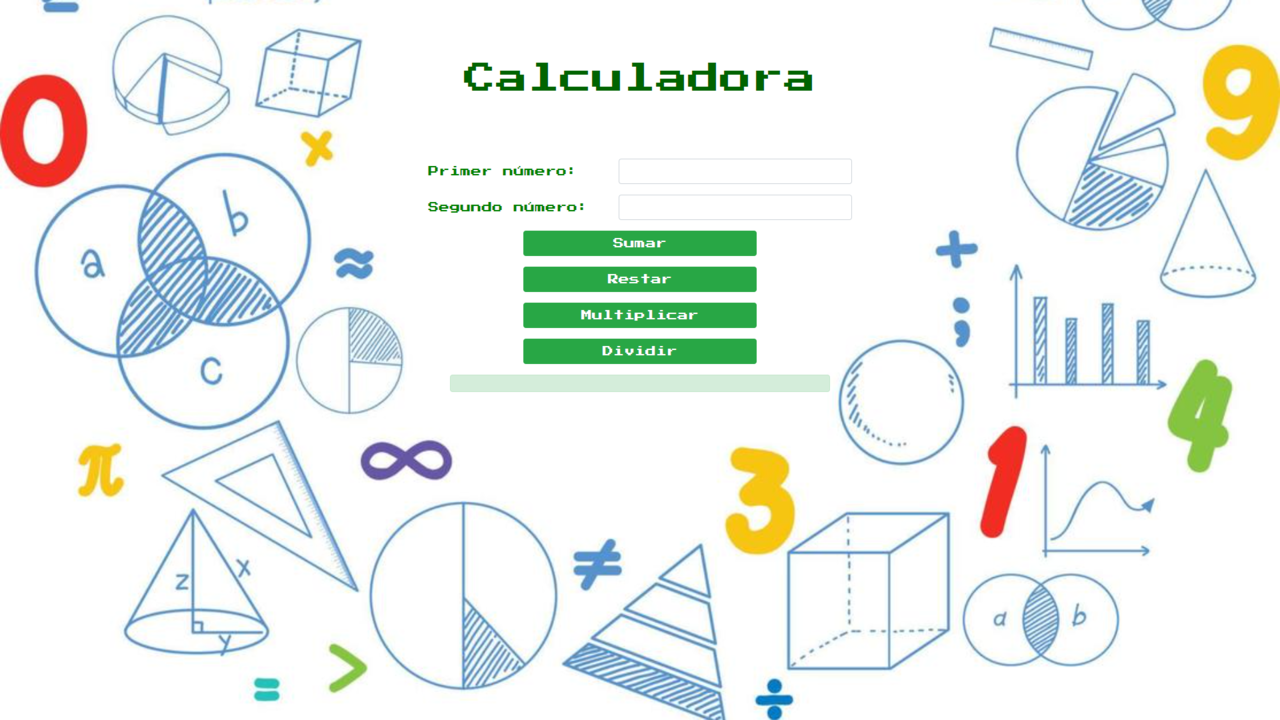 Calculadora
0
9
x
Primer número:
Segundo número:
Sumar
Restar
Multiplicar
Dividir
a
b
c
≈
+
;
4
π
∞
3
1
≠
z
x
y
a
b
=
>
÷